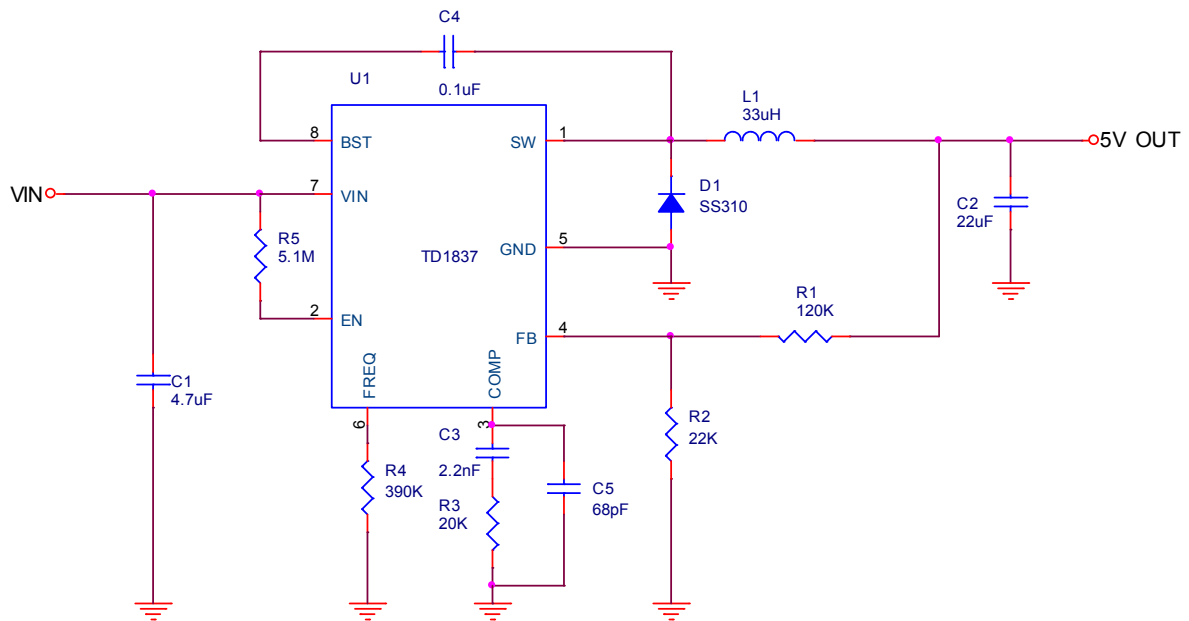 C4
0.1uF
U1
L1
33uH
8
BST
SW
1
5V OUT
VIN
7
VIN
D1
SS310
C2
22uF
R5
5.1M
TD1837
GND
5
R1
120K
2
EN
FB
4
FREQ
COMP
C1
4.7uF
6
3
R2
22K
C3
2.2nF
R4
390K
C5
68pF
R3
20K